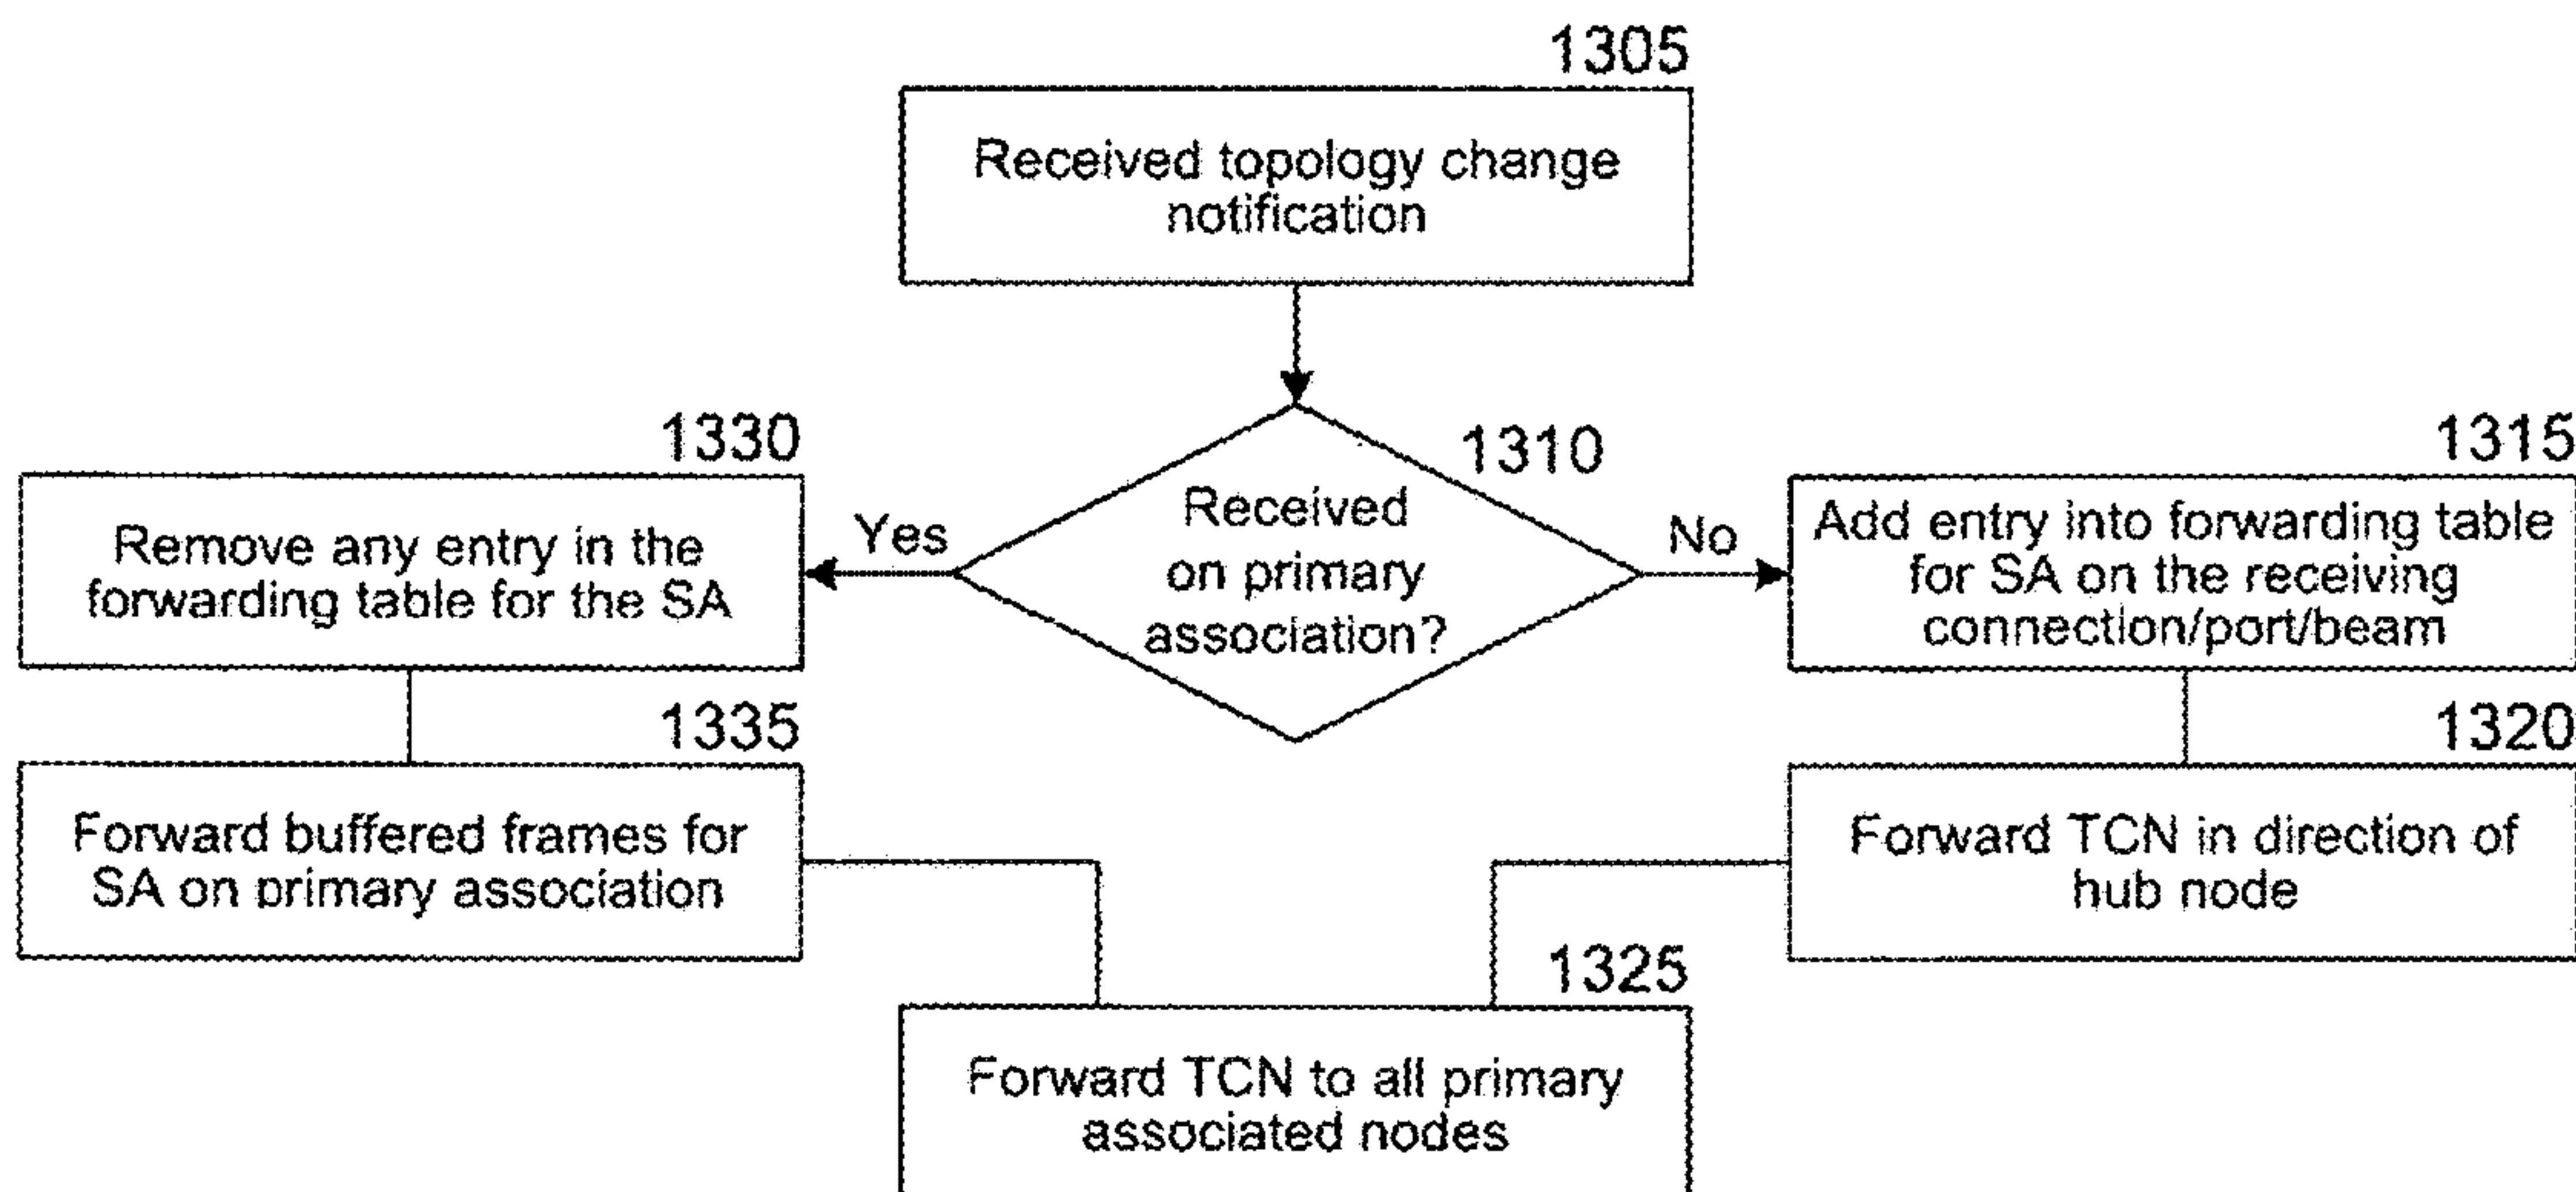 1305
Received topology change
notification
1310
Received
on primary
association?
Yes
No
1330
Remove any entry in the
forwarding table for the SA
1315
Add entry into forwarding table
for SA on the receiving
connection/port/beam
1335
Forward buffered frames for
SA on primary association
1320
Forward TCN in direction of
hub node
1325
Forward TCN to all primary
associated nodes